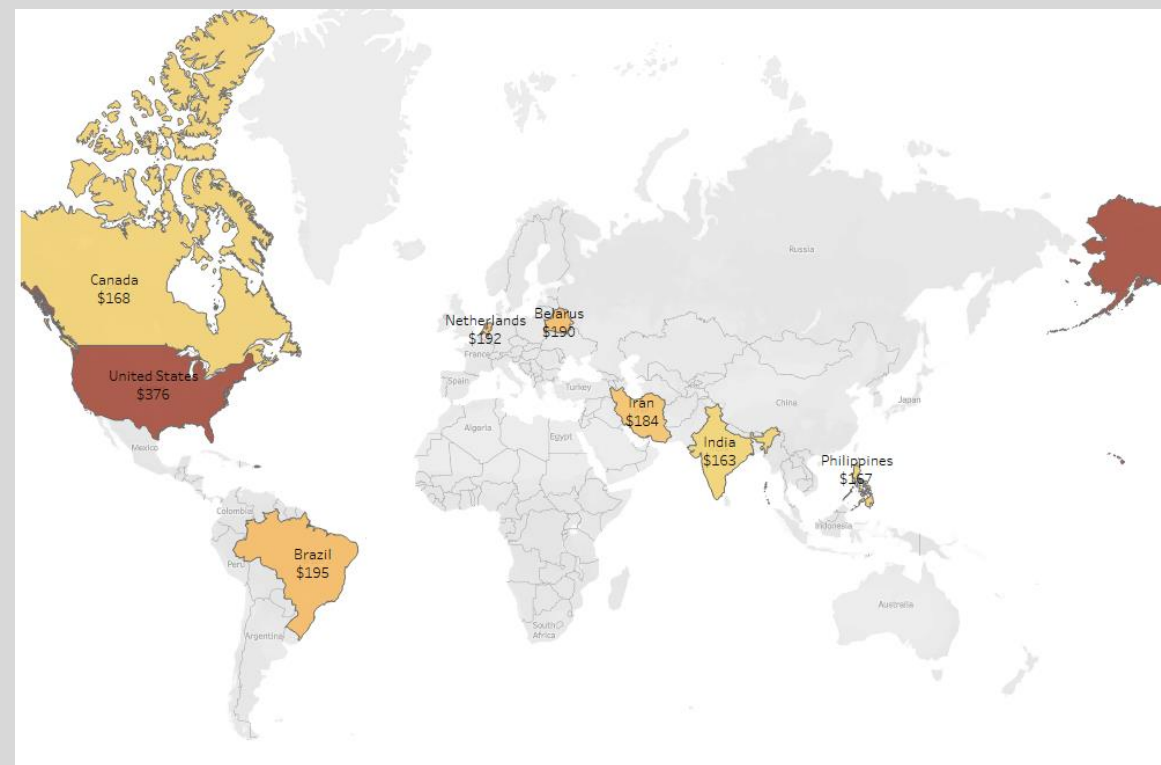 Russia
Canada
$168
Belarus
$190
Netherlands
$192
France
United States
$376
Spain
Turkey
Iran
$184
China
Japan
Algeria
Egypt
India
$163
Mexico
Philippines
$167
Colombia
Indonesia
Brazil
$195
Peru
Australia
South
Africa
Argentina